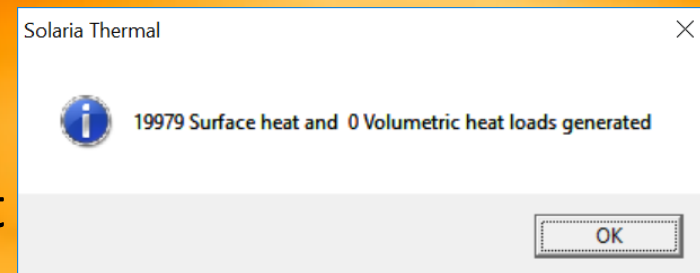 Solaria Thermal
19979 Surface heat and  0 Volumetric heat loads generated
OK